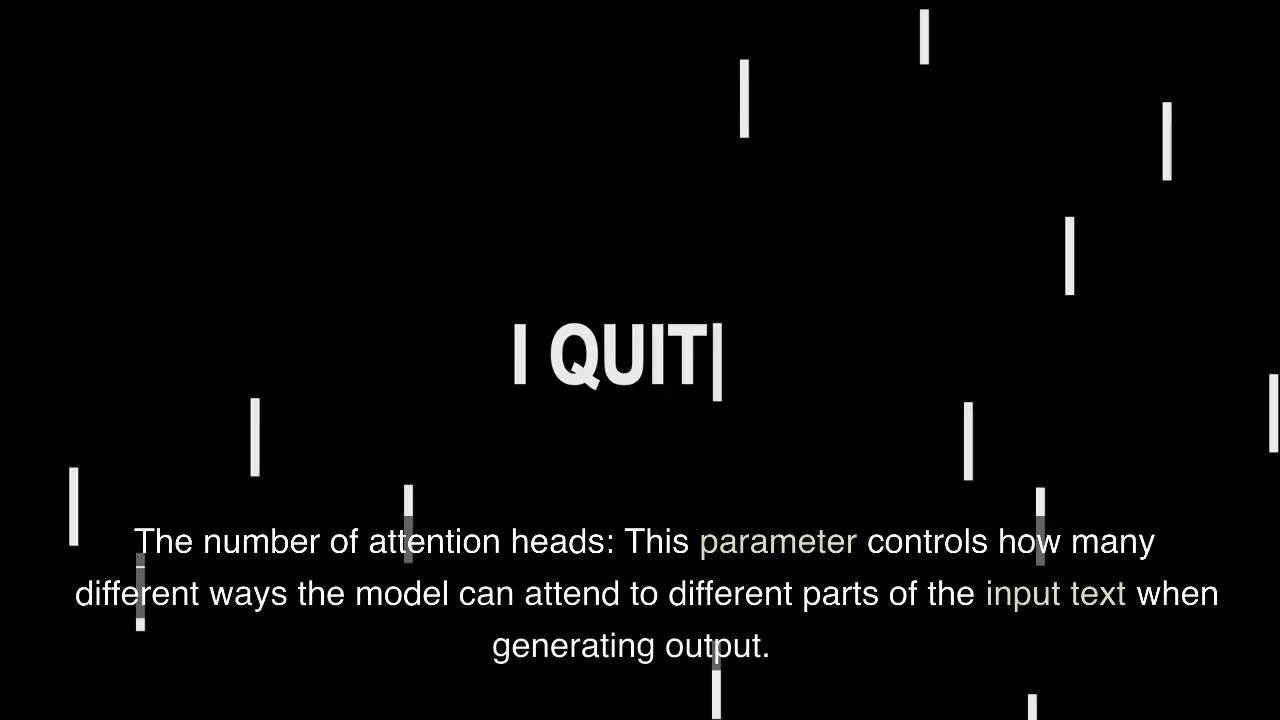 I QUIT
The number of attention heads: This parameter controls how many
different ways the model can attend to different parts of the input text when
generating output.